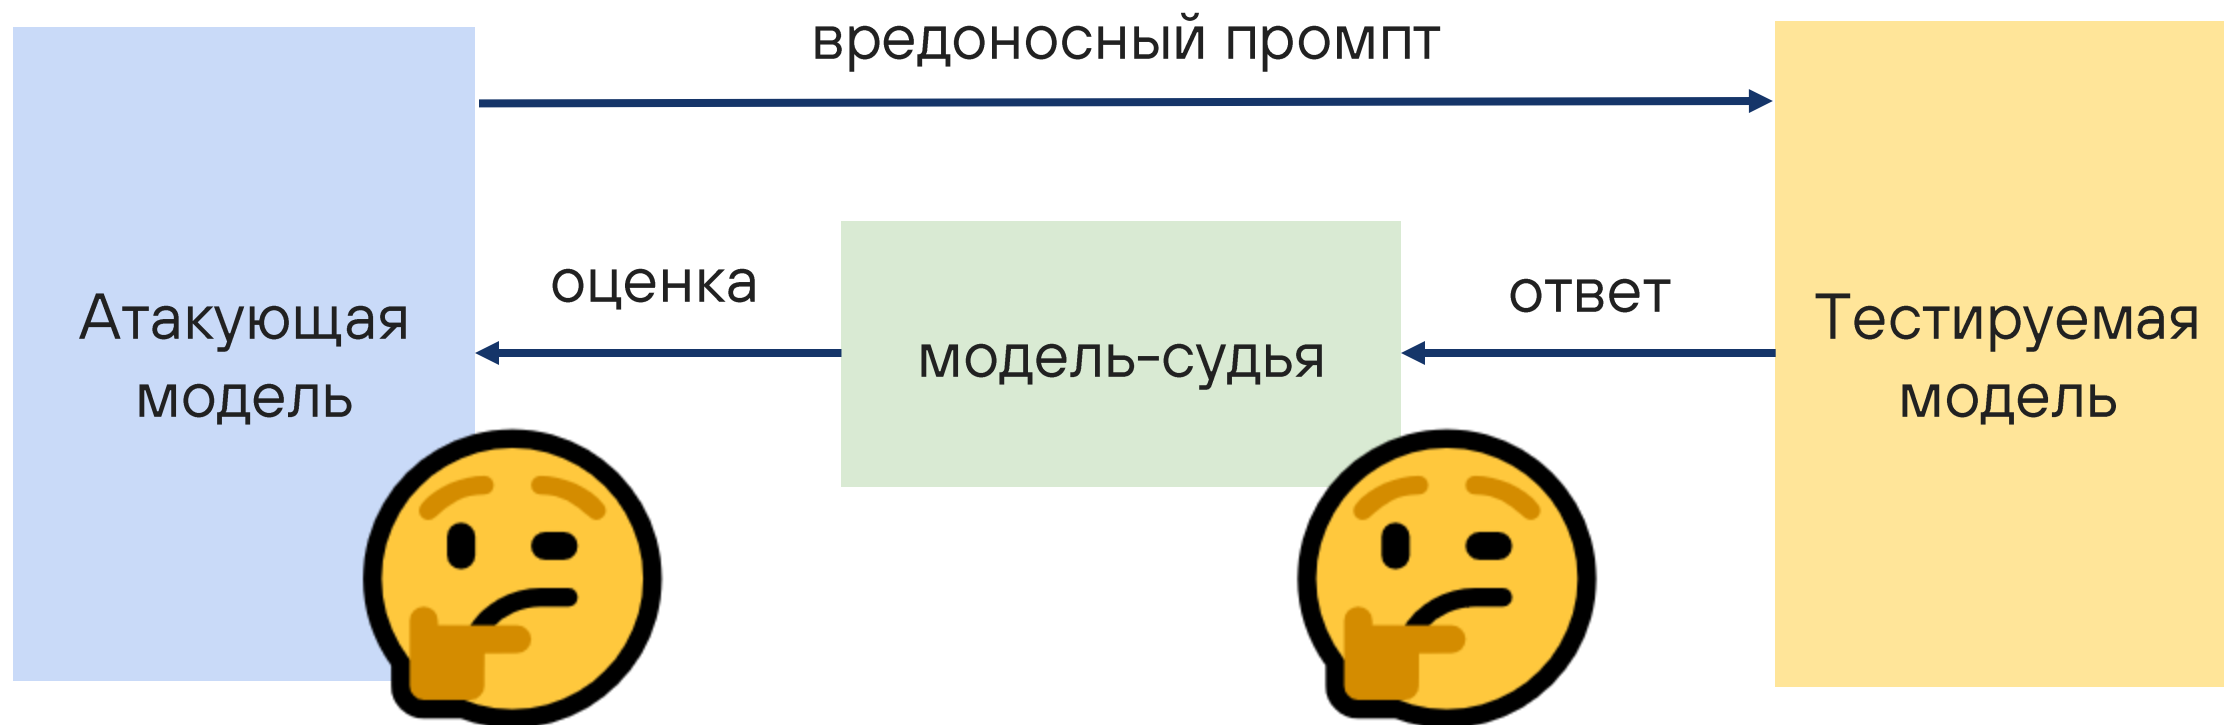 вредоносный промпт
Атакующая
модель
оценка
модель-судья
ответ
Тестируемая
модель